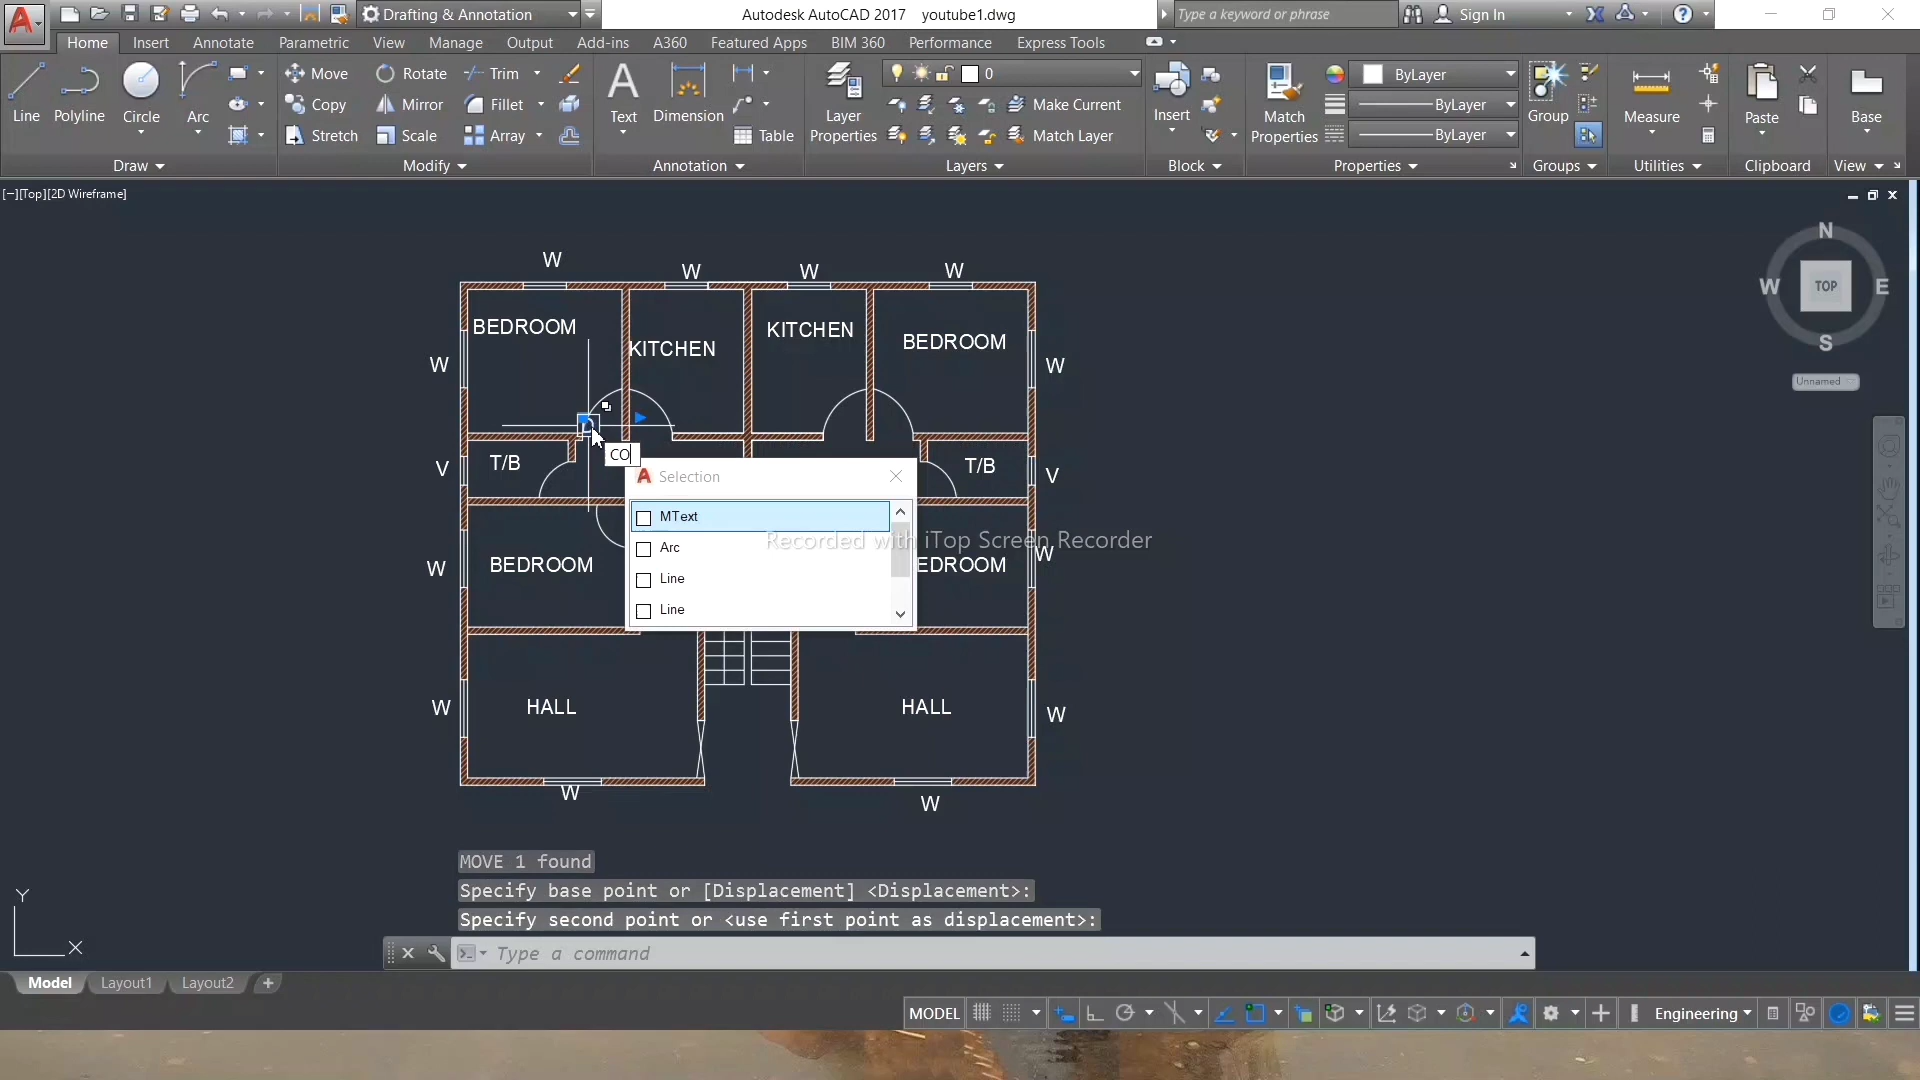 Drafting & Annotation
Autodesk AutoCAD 2017 youtube1.dwg
Type a keyword or phrase
Sign In
Home Insert Annotate Parametric View Manage Output Add-ins A360 Featured Apps BIM 360 Performance Express Tools
Line Polyline Circle Arc
Move Rotate Trim
Copy Mirror Fillet
Stretch Scale Array
Text Dimension Table
Layer Properties
0
Make Current
Match Layer
Insert
Match Properties
ByLayer
ByLayer
ByLayer
Group
Measure
Paste
Base
Draw Modify Annotation Layers Block Properties Groups Utilities Clipboard View
[−][Top][2D Wireframe]
N
W TOP E
S
Unnamed
W W W W
BEDROOM KITCHEN KITCHEN BEDROOM
W W
CO
V T/B T/B V
Selection
MText
Arc
Line
Line
Recorded with iTop Screen Recorder
W BEDROOM EDROOM W
W HALL HALL W
W W
MOVE 1 found
Specify base point or [Displacement] <Displacement>:
Specify second point or <use first point as displacement>:
Type a command
Y
X
Model Layout1 Layout2 +
MODEL
Engineering